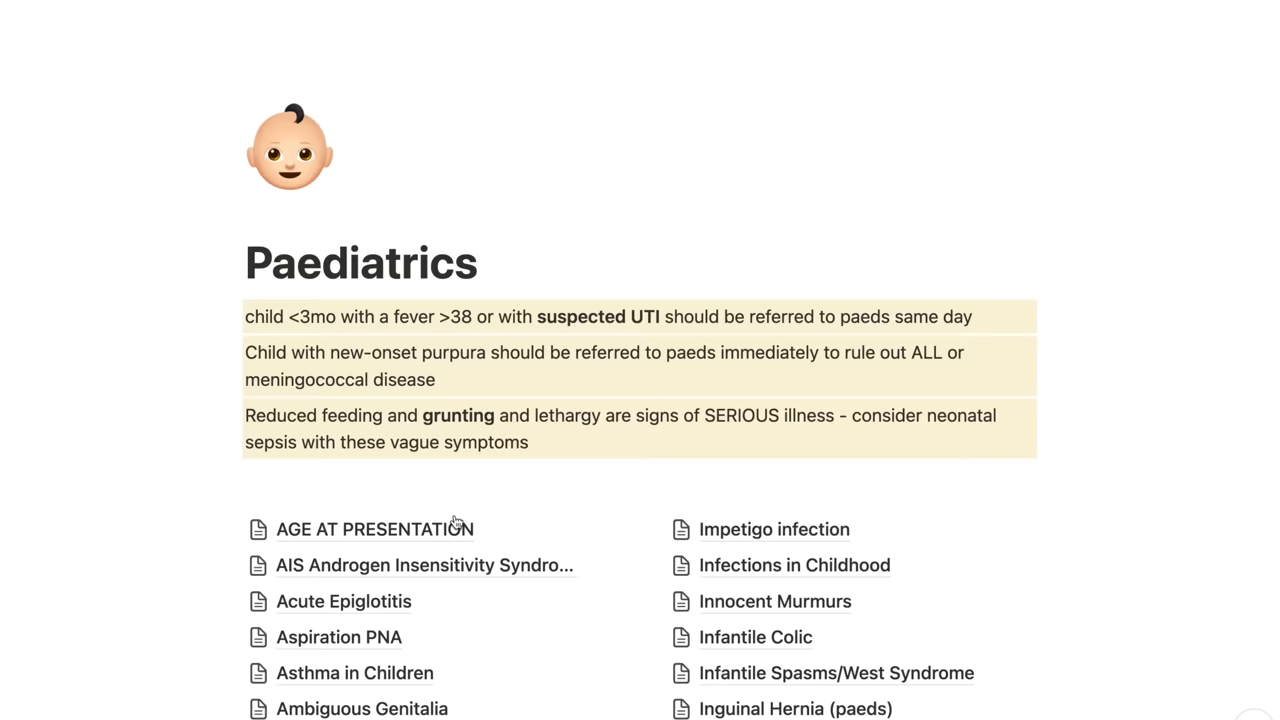 Paediatrics
child <3mo with a fever >38 or with suspected UTI should be referred to paeds same day
Child with new-onset purpura should be referred to paeds immediately to rule out ALL or
meningococcal disease
Reduced feeding and grunting and lethargy are signs of SERIOUS illness - consider neonatal
sepsis with these vague symptoms
AGE AT PRESENTATION
AIS Androgen Insensitivity Syndro...
Acute Epiglotitis
Aspiration PNA
Asthma in Children
Ambiguous Genitalia
Impetigo infection
Infections in Childhood
Innocent Murmurs
Infantile Colic
Infantile Spasms/West Syndrome
Inguinal Hernia (paeds)